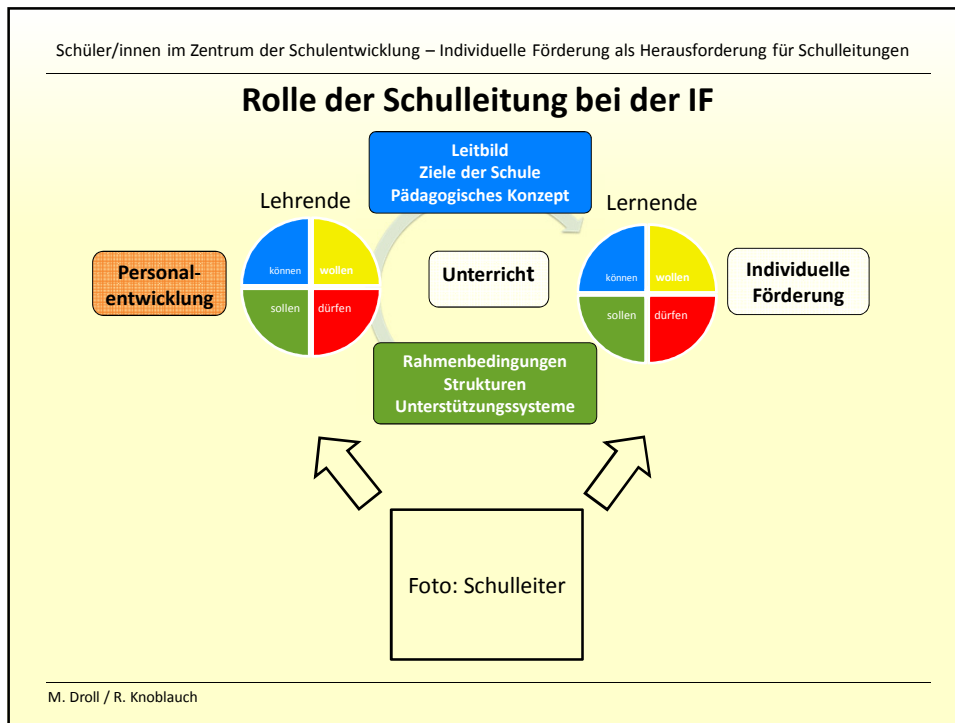 Schüler/innen im Zentrum der Schulentwicklung – Individuelle Förderung als Herausforderung für Schulleitungen
Rolle der Schulleitung bei der IF
Leitbild
Ziele der Schule
Pädagogisches Konzept
Lehrende
Lernende
können
wollen
sollen
dürfen
Personal-
entwicklung
Unterricht
können
wollen
sollen
dürfen
Individuelle
Förderung
Rahmenbedingungen
Strukturen
Unterstützungssysteme
Foto: Schulleiter
M. Droll / R. Knoblauch